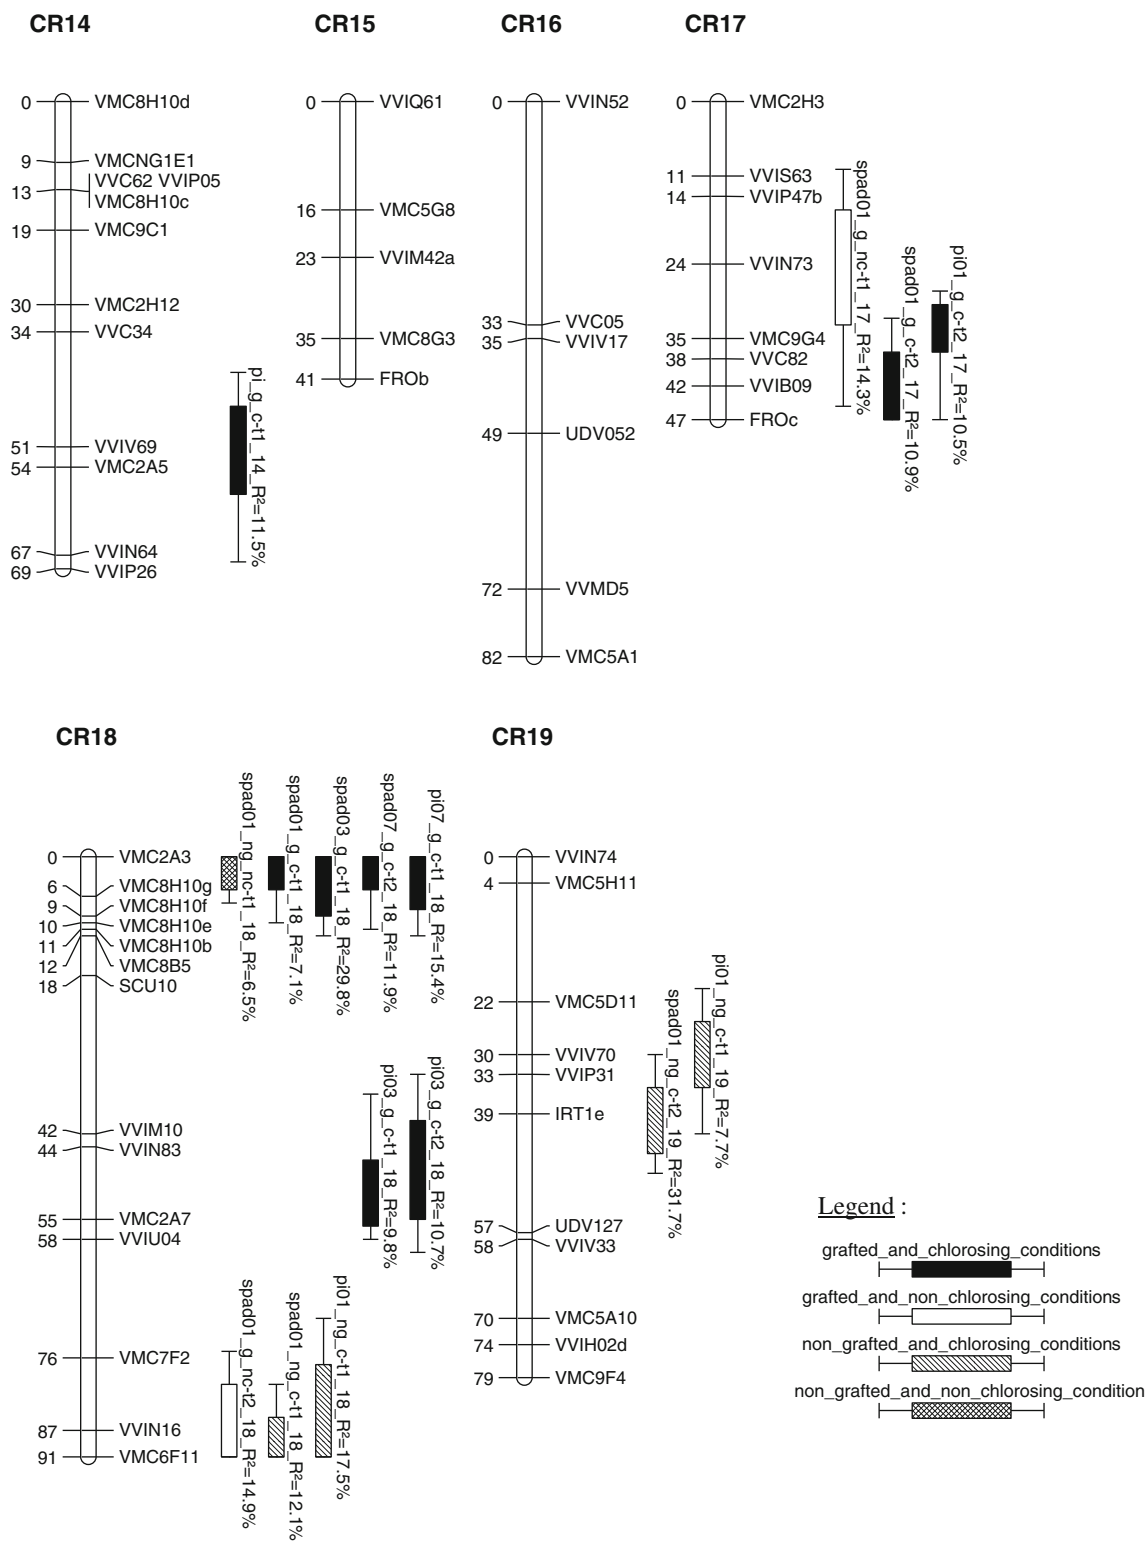 CR14
0 VMC8H10d
9 VMCNG1E1
13 VVC62 VVIP05
VMC8H10c
19 VMC9C1
30 VMC2H12
34 VVC34
51 VVIV69
54 VMC2A5
67 VVIN64
69 VVIP26
pi_g_c-t1_14_R²=11.5%
CR15
0 VVIQ61
16 VMC5G8
23 VVIM42a
35 VMC8G3
41 FROb
CR16
0 VVIN52
33 VVC05
35 VVIV17
49 UDV052
72 VVMD5
82 VMC5A1
CR17
0 VMC2H3
11 VVIS63
14 VVIP47b
24 VVIN73
35 VMC9G4
38 VVC82
42 VVIB09
47 FROc
spad01_g_nc-t1_17_R²=14.3%
spad01_g_c-t2_17_R²=10.9%
pi01_g_c-t2_17_R²=10.5%
CR18
0 VMC2A3
6 VMC8H10g
9 VMC8H10f
10 VMC8H10e
11 VMC8H10b
12 VMC8B5
18 SCU10
42 VVIM10
44 VVIN83
55 VMC2A7
58 VVIU04
76 VMC7F2
87 VVIN16
91 VMC6F11
spad01_ng_nc-t1_18_R²=6.5%
spad01_g_c-t1_18_R²=7.1%
spad03_g_c-t1_18_R²=29.8%
spad07_g_c-t2_18_R²=11.9%
pi07_g_c-t1_18_R²=15.4%
pi03_g_c-t1_18_R²=9.8%
pi03_g_c-t2_18_R²=10.7%
spad01_g_nc-t2_18_R²=14.9%
spad01_ng_c-t1_18_R²=12.1%
pi01_ng_c-t1_18_R²=17.5%
CR19
0 VVIN74
4 VMC5H11
22 VMC5D11
30 VVIV70
33 VVIP31
39 IRT1e
57 UDV127
58 VVIV33
70 VMC5A10
74 VVIH02d
79 VMC9F4
spad01_ng_c-t2_19_R²=31.7%
pi01_ng_c-t1_19_R²=7.7%
Legend :
grafted_and_chlorosing_conditions
grafted_and_non_chlorosing_conditions
non_grafted_and_chlorosing_conditions
non_grafted_and_non_chlorosing_condition